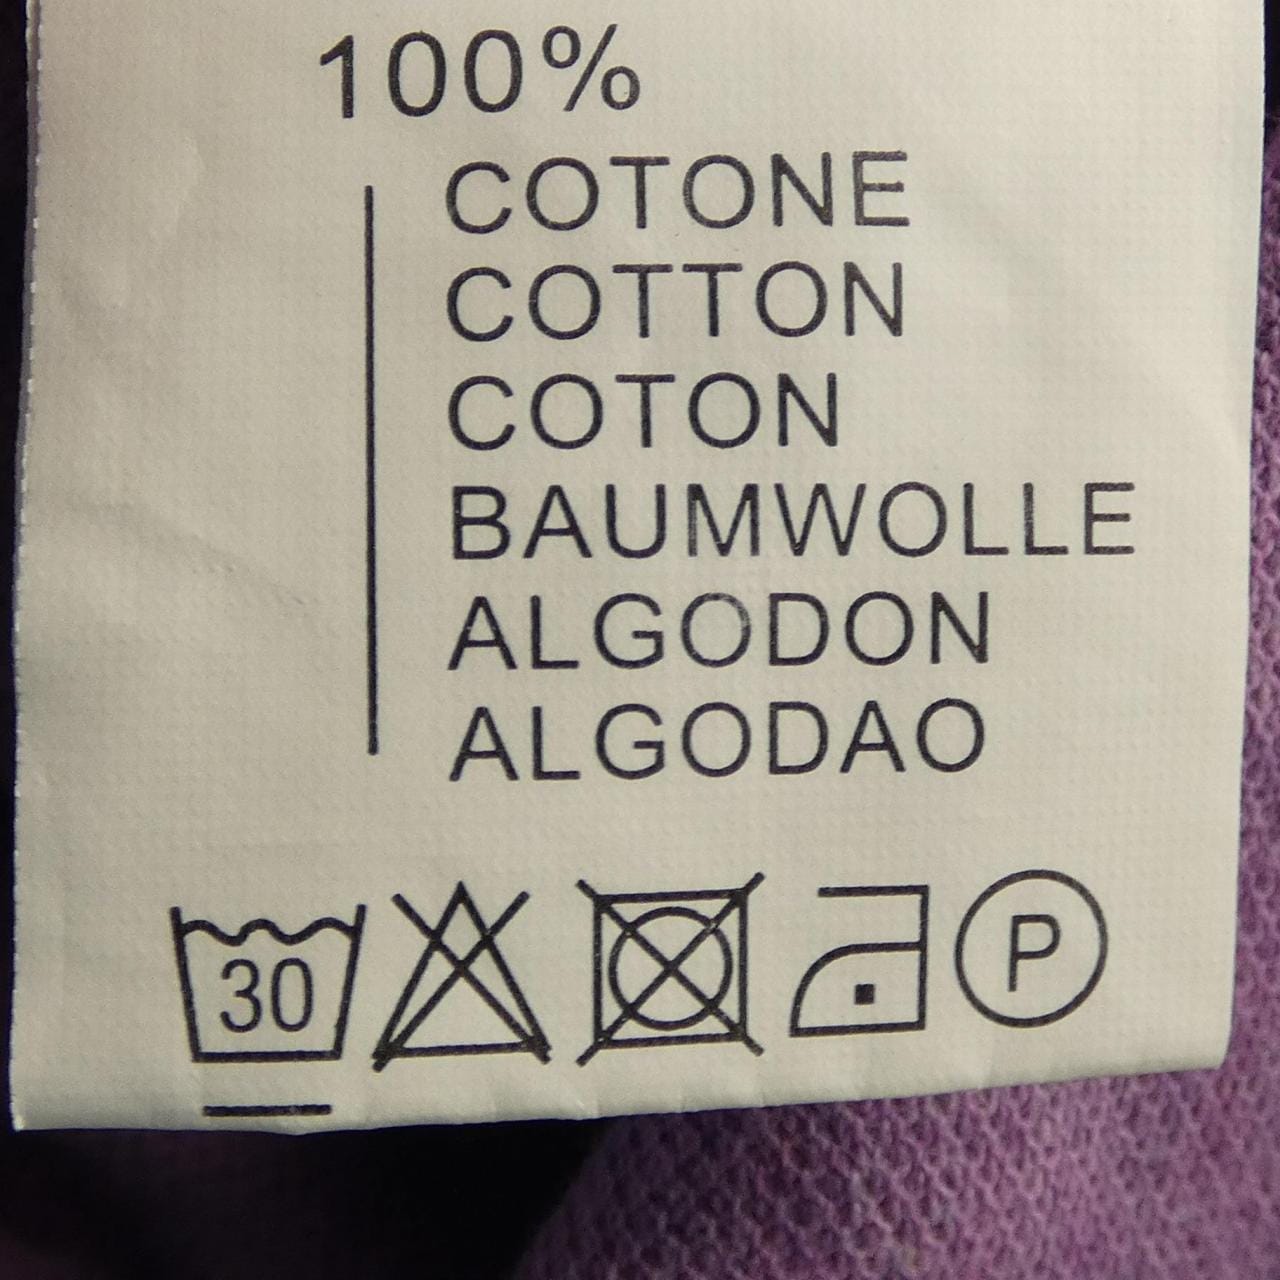 100%
COTONE
COTTON
COTON
BAUMWOLLE
ALGODON
ALGODAO
30
P